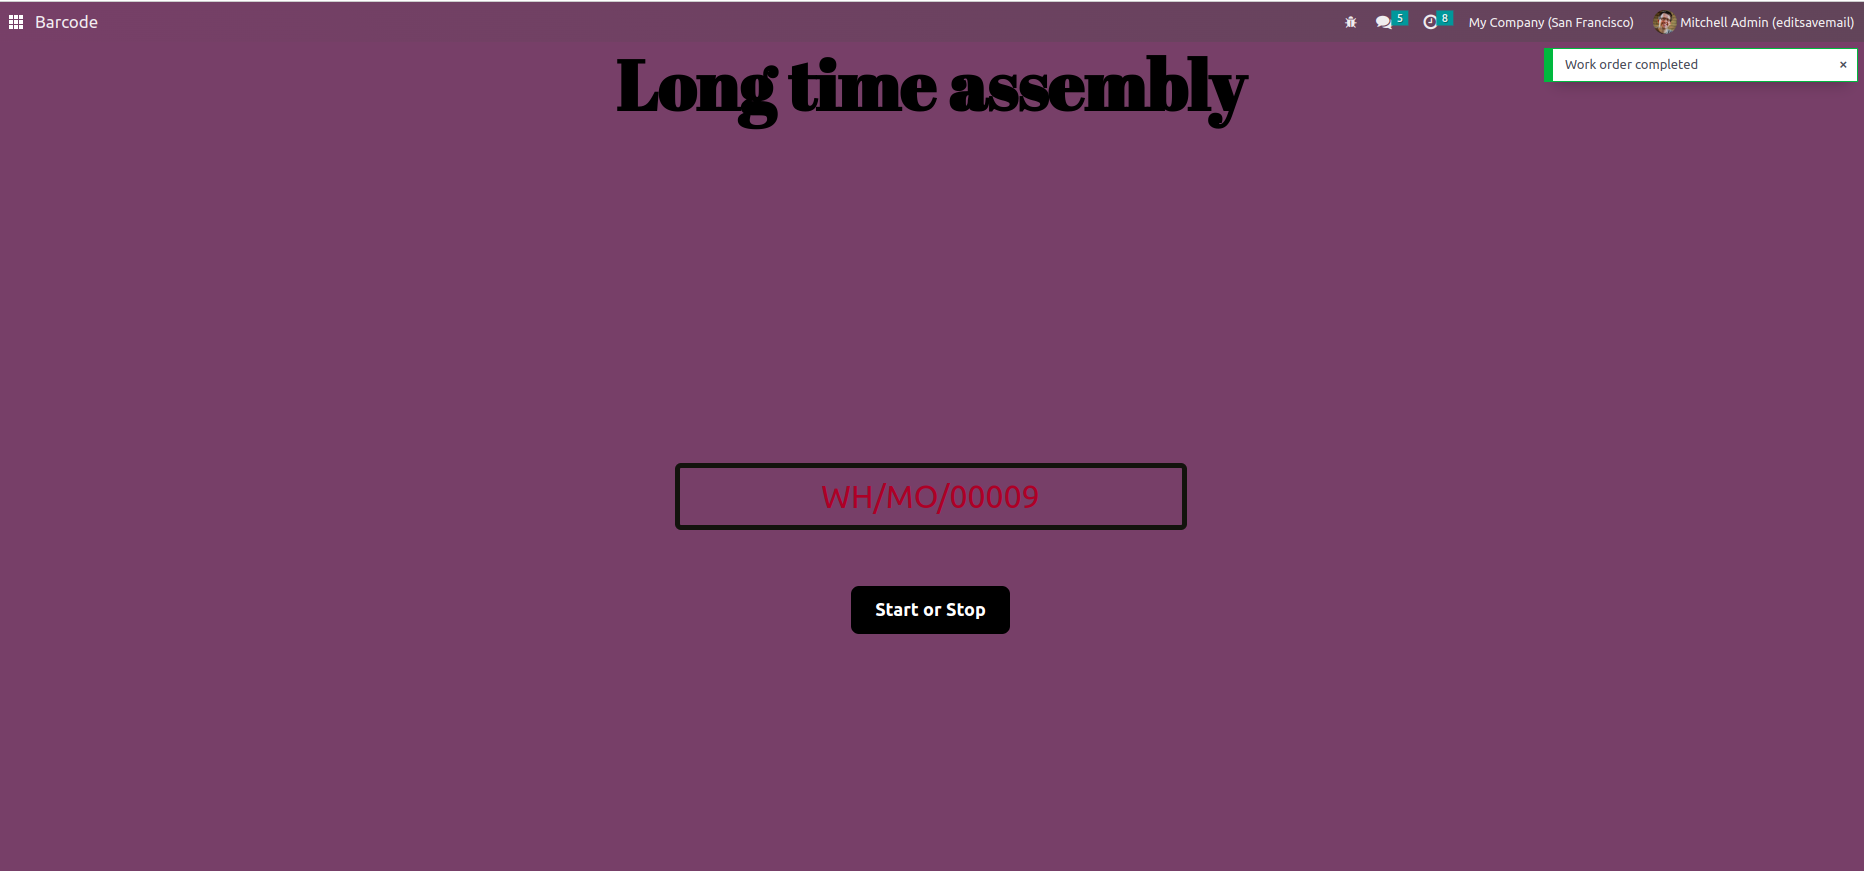 Barcode
5
8
My Company (San Francisco)
Mitchell Admin (editsavemail)
Work order completed
×
Long time assembly
WH/MO/00009
Start or Stop